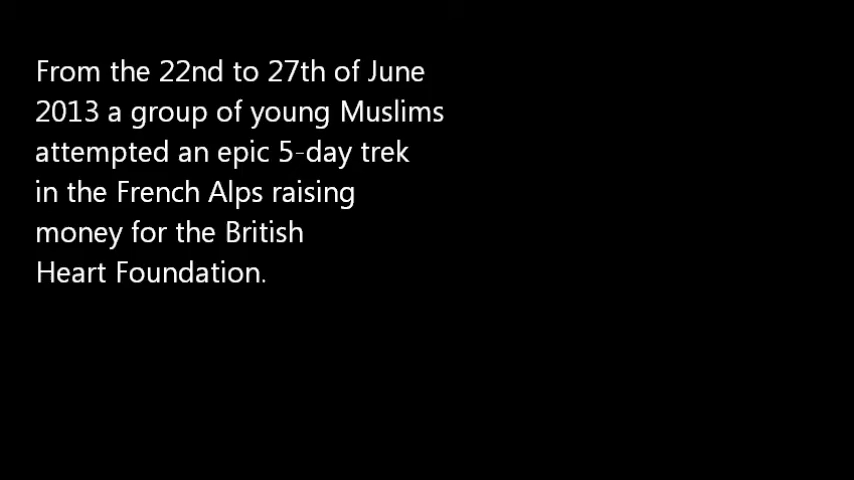 From the 22nd to 27th of June
2013 a group of young Muslims
attempted an epic 5-day trek
in the French Alps raising
money for the British
Heart Foundation.